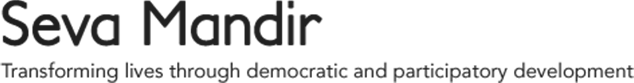 Seva Mandir
Transforming lives through democratic and participatory development